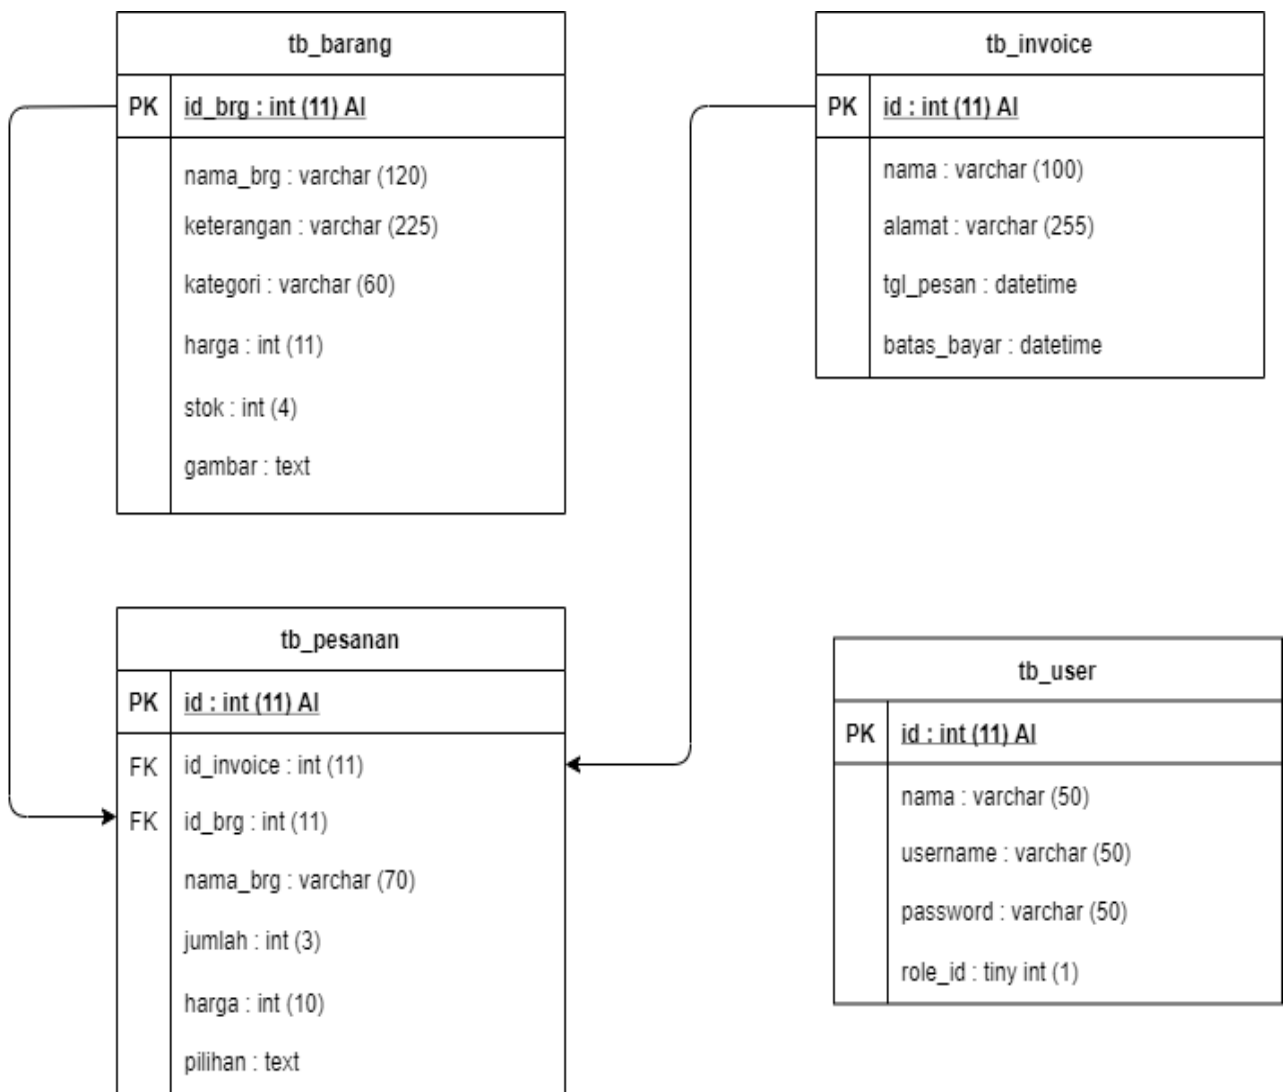 tb_barang
PK id_brg : int (11) AI
nama_brg : varchar (120)
keterangan : varchar (225)
kategori : varchar (60)
harga : int (11)
stok : int (4)
gambar : text
tb_invoice
PK id : int (11) AI
nama : varchar (100)
alamat : varchar (255)
tgl_pesan : datetime
batas_bayar : datetime
tb_pesanan
PK id : int (11) AI
FK id_invoice : int (11)
FK id_brg : int (11)
nama_brg : varchar (70)
jumlah : int (3)
harga : int (10)
pilihan : text
tb_user
PK id : int (11) AI
nama : varchar (50)
username : varchar (50)
password : varchar (50)
role_id : tiny int (1)